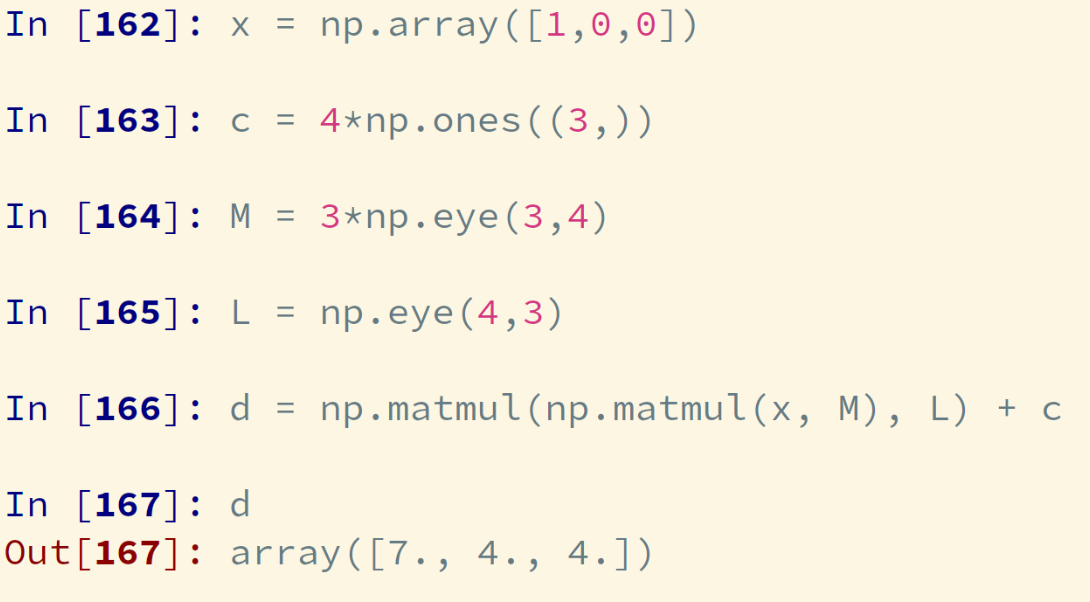 In [162]: x = np.array([1,0,0])
In [163]: c = 4*np.ones((3,))
In [164]: M = 3*np.eye(3,4)
In [165]: L = np.eye(4,3)
In [166]: d = np.matmul(np.matmul(x, M), L) + c
In [167]: d
Out[167]: array([7., 4., 4.])